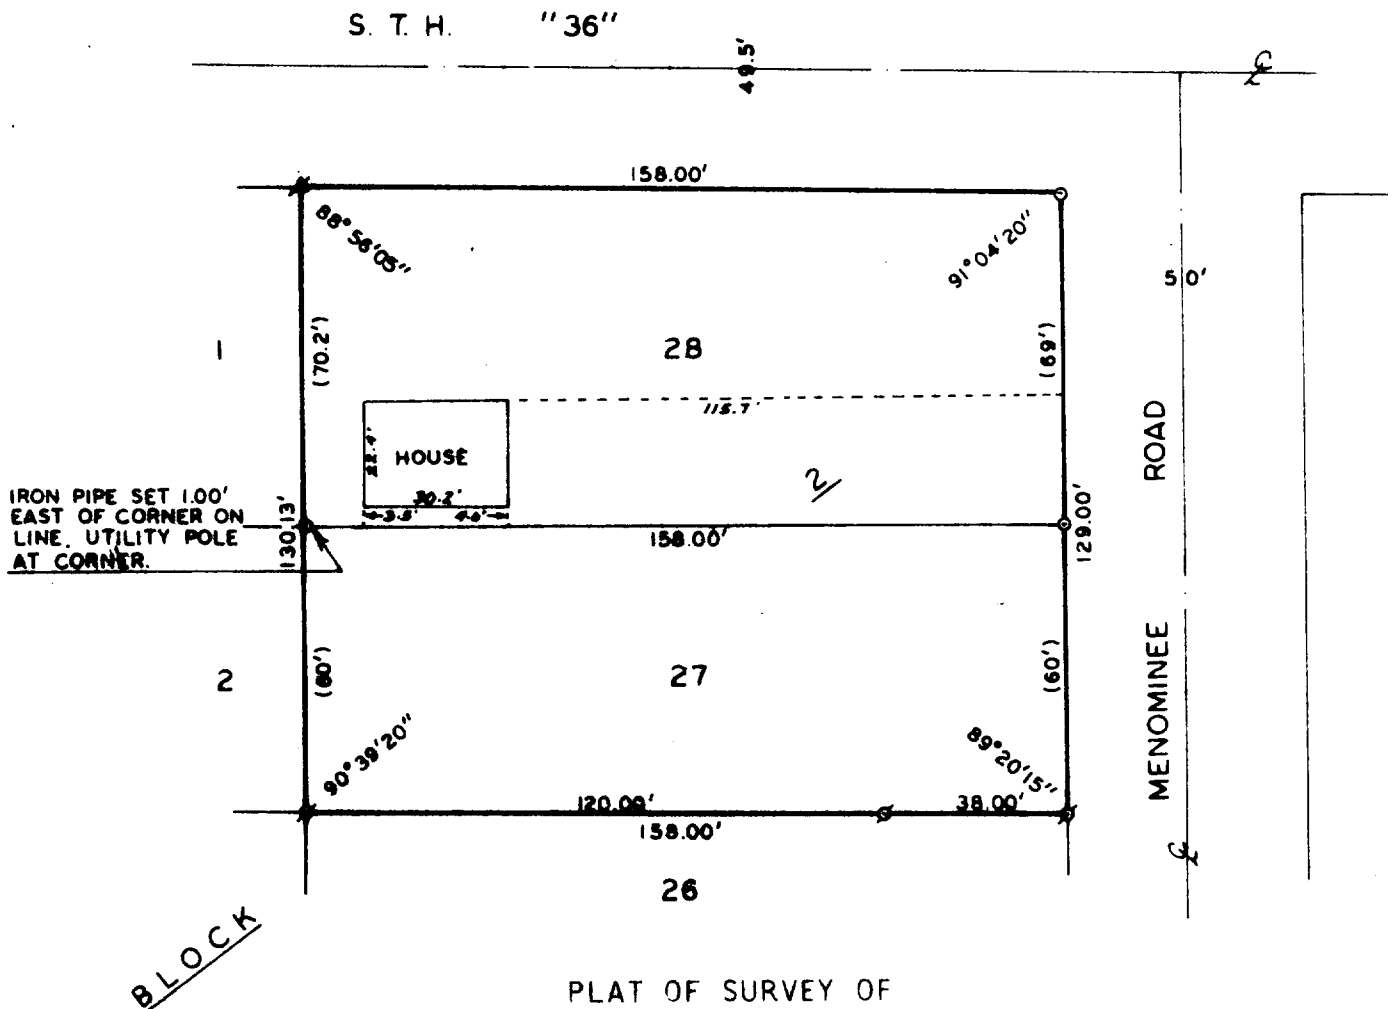 S. T. H. "36"
49.5'
158.00'
88°56'05"
91°04'20"
50'
1
(70.2')
28
(69')
115.7'
ROAD
22.4'
HOUSE
2
30.2'
IRON PIPE SET 1.00'
EAST OF CORNER ON
LINE. UTILITY POLE
AT CORNER.
130.13'
3.5'
4.6'
158.00'
129.00'
2
(60')
27
(60')
MENOMINEE
90°39'20"
89°20'15"
120.00'
38.00'
158.00'
26
BLOCK
PLAT OF SURVEY OF